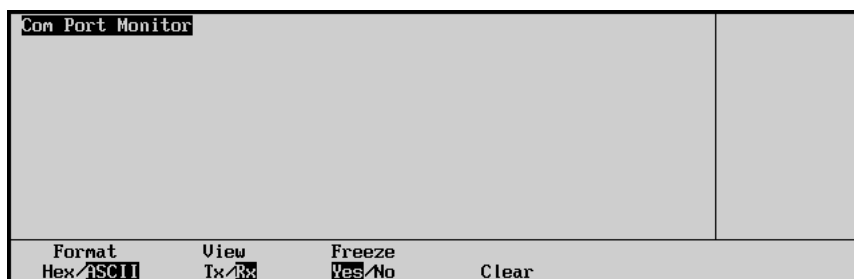 Com Port Monitor
Format View Freeze
Hex/ASCII Tx/Rx Yes/No Clear